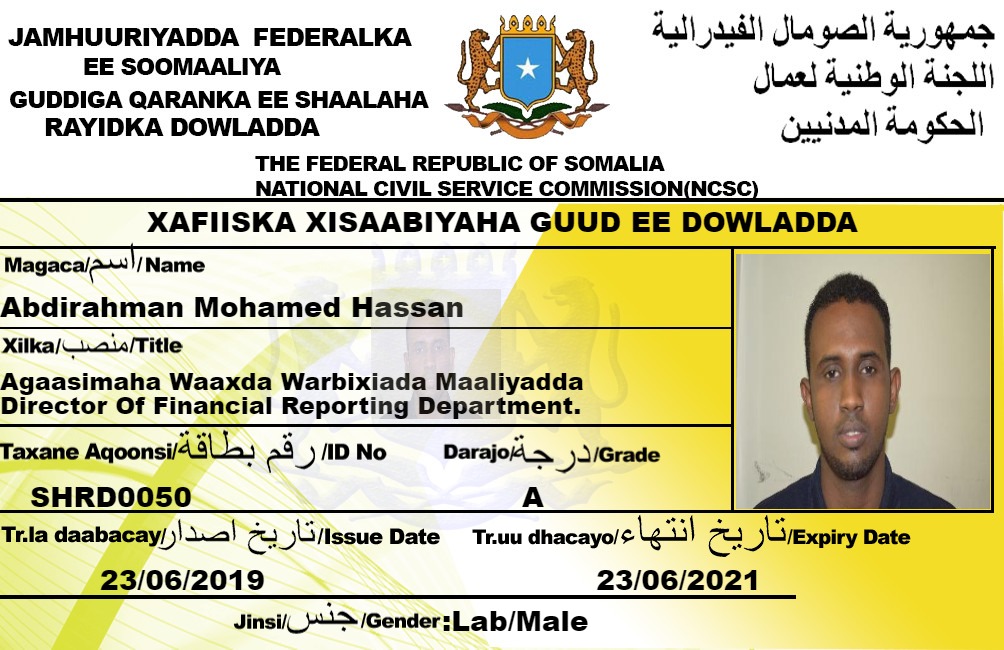 JAMHUURIYADDA FEDERALKA
EE SOOMAALIYA
GUDDIGA QARANKA EE SHAALAHA
RAYIDKA DOWLADDA
جمهورية الصومال الفيدرالية
اللجنة الوطنية لعمال
الحكومة المدنيين
THE FEDERAL REPUBLIC OF SOMALIA
NATIONAL CIVIL SERVICE COMMISSION(NCSC)
XAFIISKA XISAABIYAHA GUUD EE DOWLADDA
Magaca/اسم/Name
Abdirahman Mohamed Hassan
Xilka/منصب/Title
Agaasimaha Waaxda Warbixiada Maaliyadda
Director Of Financial Reporting Department.
Taxane Aqoonsi/رقم بطاقة/ID No Darajo/درجة/Grade
SHRD0050 A
Tr.la daabacay/تاريخ اصدار/Issue Date Tr.uu dhacayo/تاريخ انتهاء/Expiry Date
23/06/2019 23/06/2021
Jinsi/جنس/Gender:Lab/Male